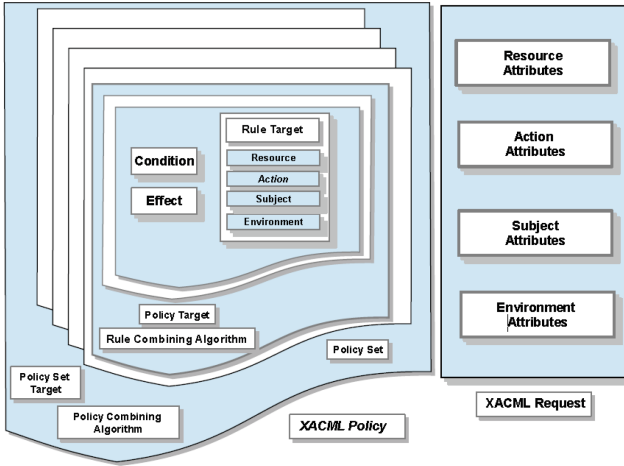 Rule Target
Condition
Resource
Action
Effect
Subject
Environment
Policy Target
Rule Combining Algorithm
Policy Set
Policy Set
Target
Policy Combining
Algorithm
XACML Policy
Resource
Attributes
Action
Attributes
Subject
Attributes
Environment
Attributes
XACML Request